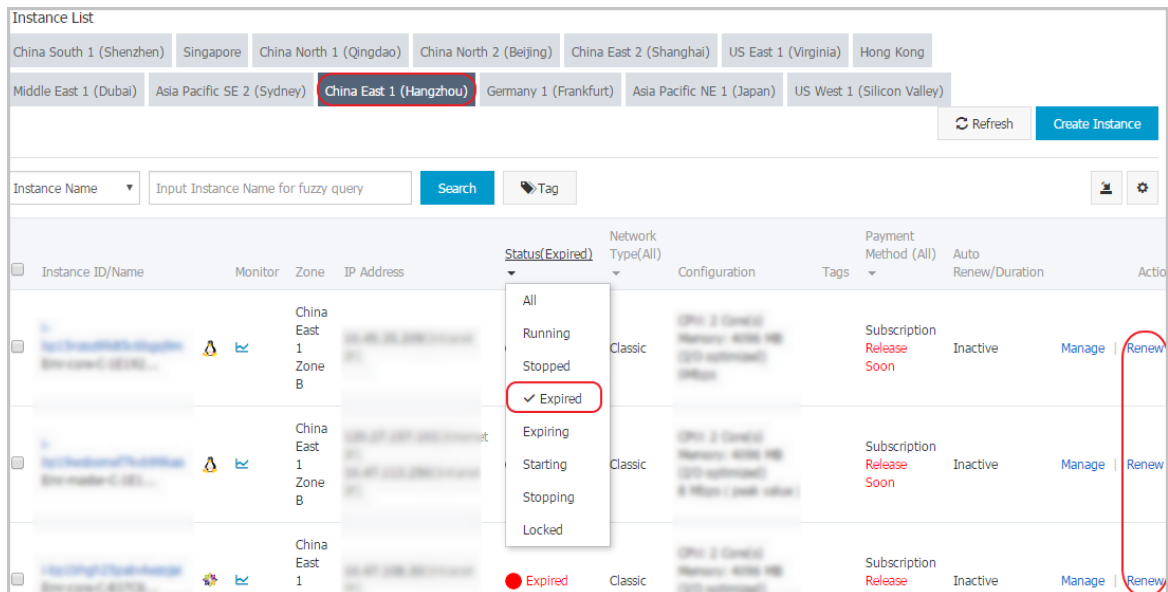 Instance List
China South 1 (Shenzhen) Singapore China North 1 (Qingdao) China North 2 (Beijing) China East 2 (Shanghai) US East 1 (Virginia) Hong Kong
Middle East 1 (Dubai) Asia Pacific SE 2 (Sydney) China East 1 (Hangzhou) Germany 1 (Frankfurt) Asia Pacific NE 1 (Japan) US West 1 (Silicon Valley)
Refresh Create Instance
Instance Name Input Instance Name for fuzzy query Search Tag
Network Payment
Status(Expired) Type(All) Method (All) Auto
Instance ID/Name Monitor Zone IP Address Configuration Tags Renew/Duration Actio
All
Running
Stopped
Expired
Expiring
Starting
Stopping
Locked
China
East
1
Zone
B
Classic
Subscription
Release
Soon
Inactive Manage | Renew
China
East
1
Zone
B
Classic
Subscription
Release
Soon
Inactive Manage | Renew
China
East
1
Expired Classic
Subscription
Release
Inactive Manage | Renew